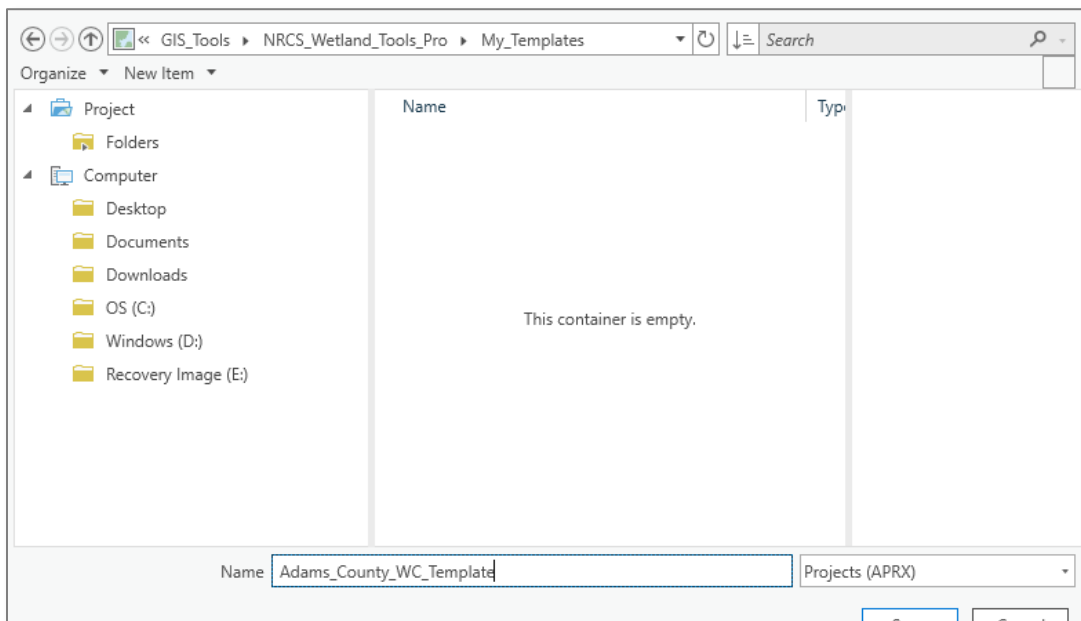 « GIS_Tools NRCS_Wetland_Tools_Pro My_Templates Search
Organize New Item
Name
Project
Folders
Computer
Desktop
Documents
Downloads
OS (C:)
Windows (D:)
Recovery Image (E:)
This container is empty.
Name Adams_County_WC_Template Projects (APRX)